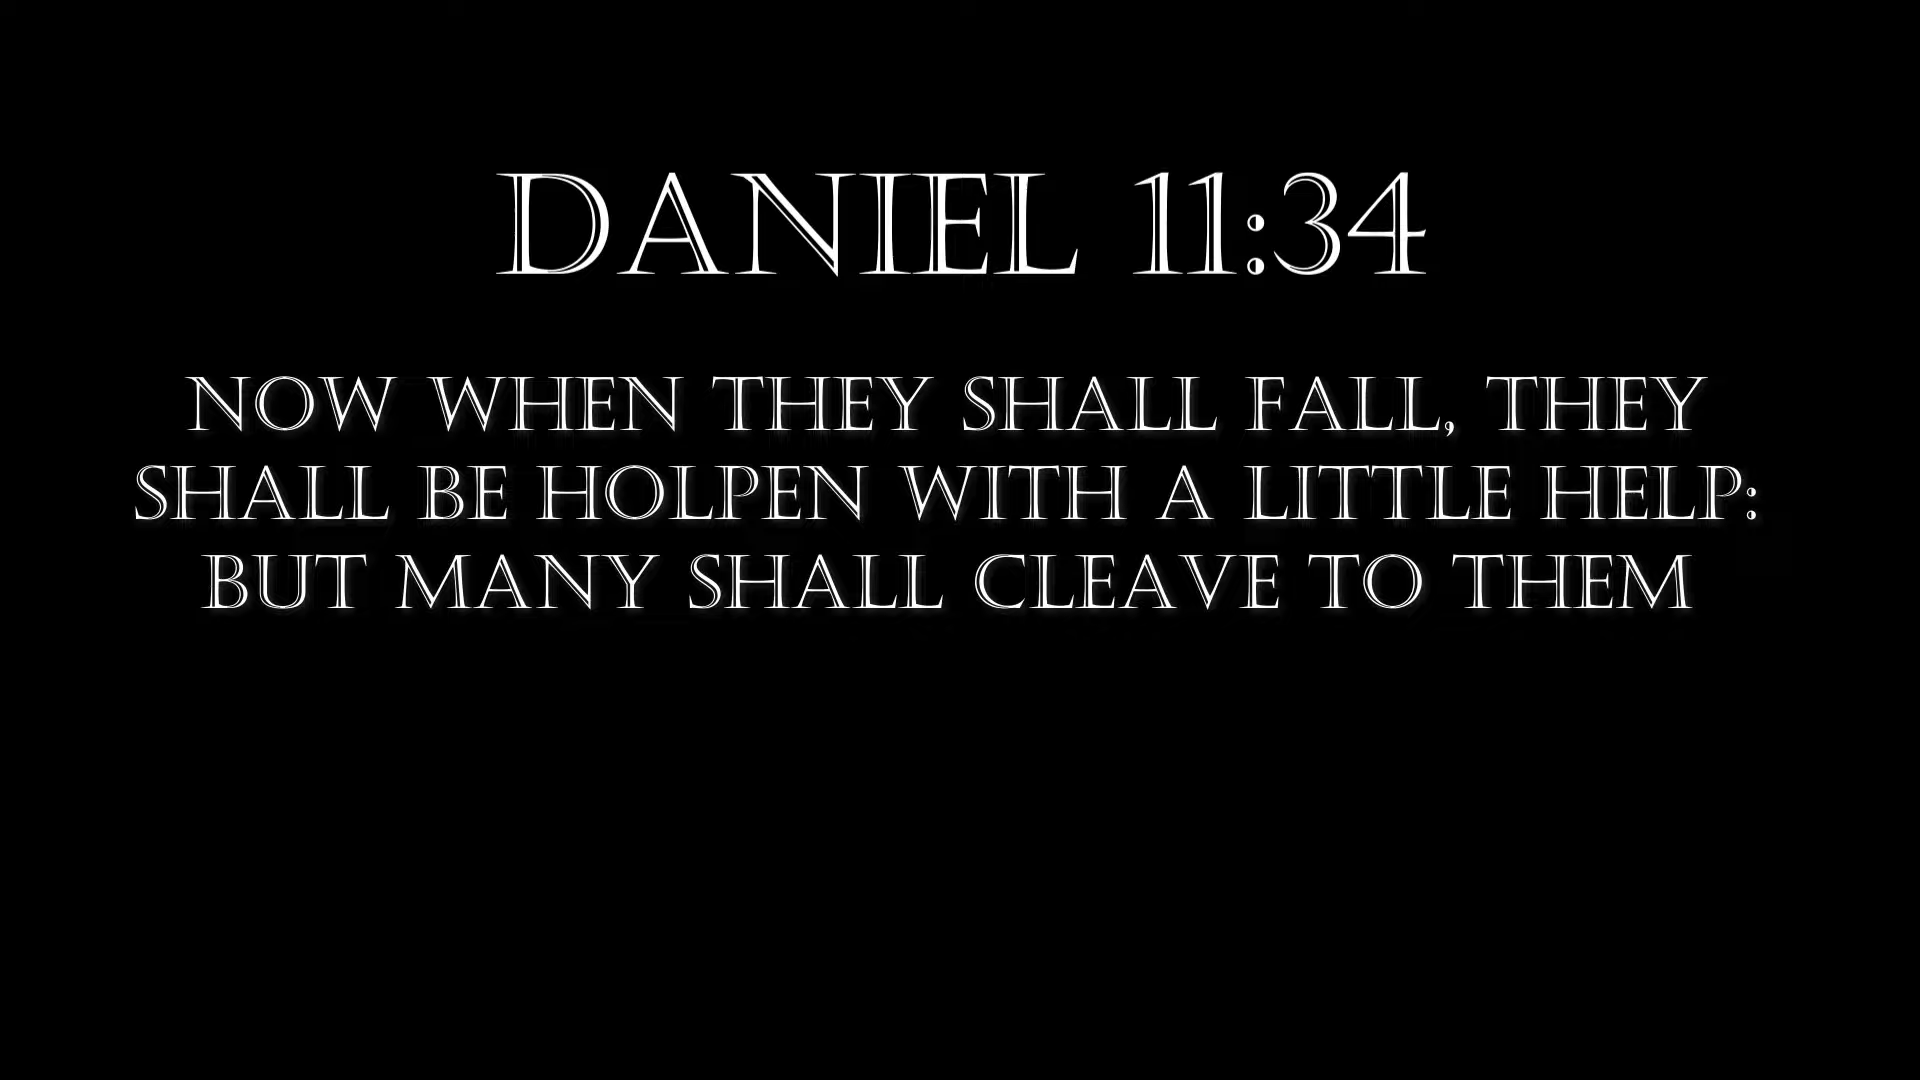 DANIEL 11:34
NOW WHEN THEY SHALL FALL, THEY
SHALL BE HOLPEN WITH A LITTLE HELP:
BUT MANY SHALL CLEAVE TO THEM